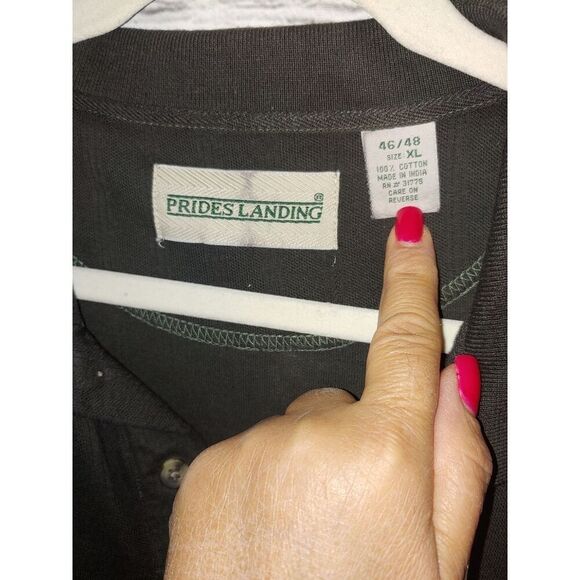 PRIDES LANDING®
46/48
SIZE: XL
100% COTTON
MADE IN INDIA
RN # 31775
CARE ON
REVERSE